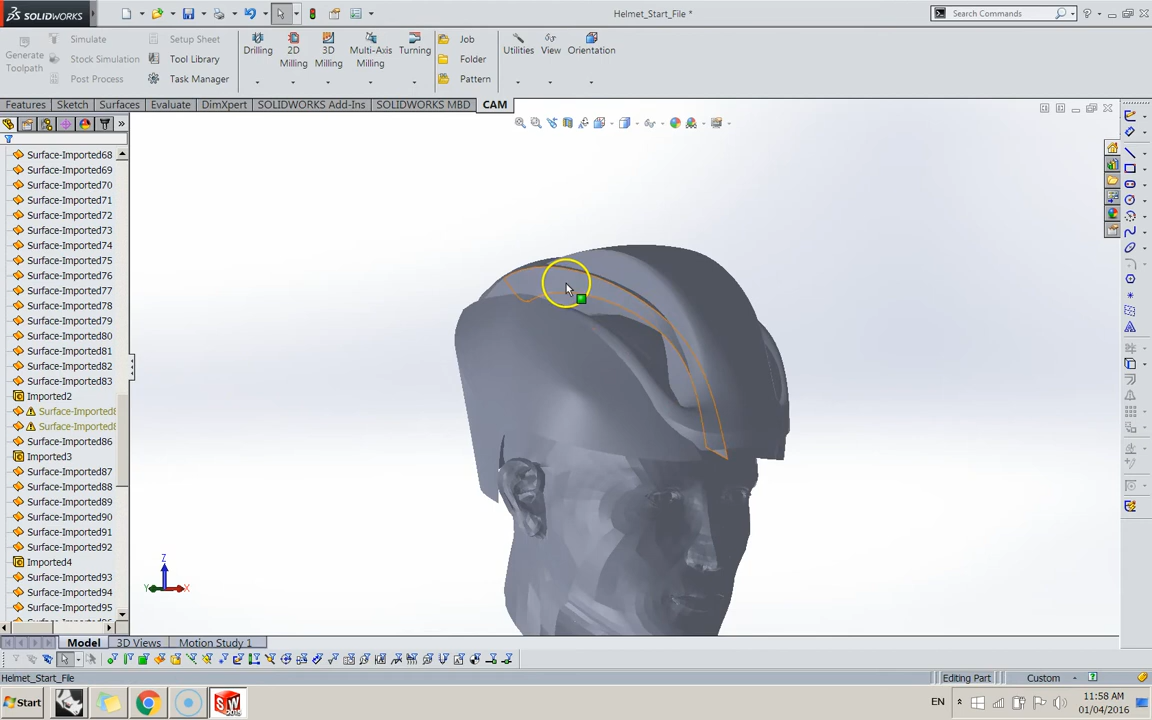 SOLIDWORKS
Helmet_Start_File *
Search Commands
Generate Toolpath
Simulate
Stock Simulation
Post Process
Setup Sheet
Tool Library
Task Manager
Drilling
2D Milling
3D Milling
Multi-Axis Milling
Turning
Job
Folder
Pattern
Utilities
View
Orientation
Features
Sketch
Surfaces
Evaluate
DimXpert
SOLIDWORKS Add-Ins
SOLIDWORKS MBD
CAM
Surface-Imported68
Surface-Imported69
Surface-Imported70
Surface-Imported71
Surface-Imported72
Surface-Imported73
Surface-Imported74
Surface-Imported75
Surface-Imported76
Surface-Imported77
Surface-Imported78
Surface-Imported79
Surface-Imported80
Surface-Imported81
Surface-Imported82
Surface-Imported83
Imported2
Surface-Imported8
Surface-Imported8
Surface-Imported86
Imported3
Surface-Imported87
Surface-Imported88
Surface-Imported89
Surface-Imported90
Surface-Imported91
Surface-Imported92
Imported4
Surface-Imported93
Surface-Imported94
Surface-Imported95
Z
Y
X
Model
3D Views
Motion Study 1
Helmet_Start_File
Editing Part
Custom
Start
EN
11:58 AM
01/04/2016